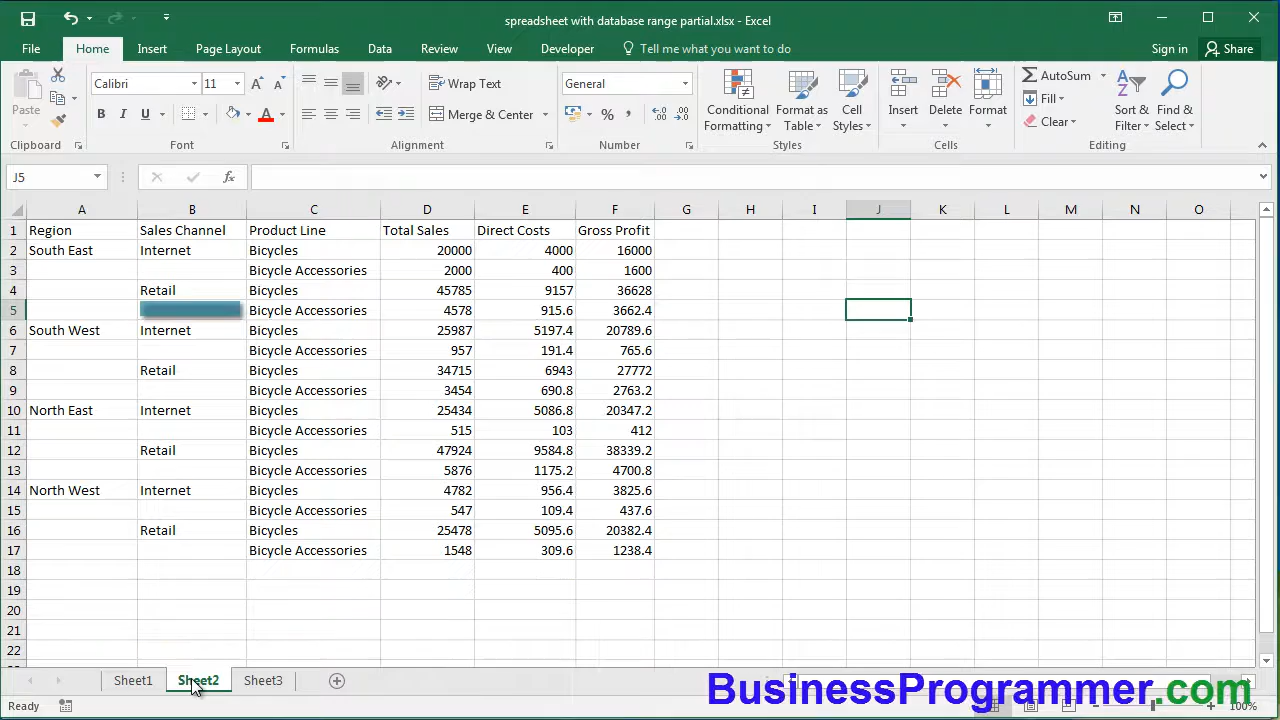 spreadsheet with database range partial.xlsx - Excel
File Home Insert Page Layout Formulas Data Review View Developer Tell me what you want to do Sign in Share
Calibri 11 Wrap Text General AutoSum
Paste Conditional Format as Cell Insert Delete Format Fill Sort & Find &
B I U Merge & Center % Formatting Table Styles Clear Filter Select
Clipboard Font Alignment Number Styles Cells Editing
J5 fx
A B C D E F G H I J K L M N O
1 Region Sales Channel Product Line Total Sales Direct Costs Gross Profit
2 South East Internet Bicycles 20000 4000 16000
3 Bicycle Accessories 2000 400 1600
4 Retail Bicycles 45785 9157 36628
5 Bicycle Accessories 4578 915.6 3662.4
6 South West Internet Bicycles 25987 5197.4 20789.6
7 Bicycle Accessories 957 191.4 765.6
8 Retail Bicycles 34715 6943 27772
9 Bicycle Accessories 3454 690.8 2763.2
10 North East Internet Bicycles 25434 5086.8 20347.2
11 Bicycle Accessories 515 103 412
12 Retail Bicycles 47924 9584.8 38339.2
13 Bicycle Accessories 5876 1175.2 4700.8
14 North West Internet Bicycles 4782 956.4 3825.6
15 Bicycle Accessories 547 109.4 437.6
16 Retail Bicycles 25478 5095.6 20382.4
17 Bicycle Accessories 1548 309.6 1238.4
18
19
20
21
22
Sheet1 Sheet2 Sheet3
BusinessProgrammer.com
Ready 100%